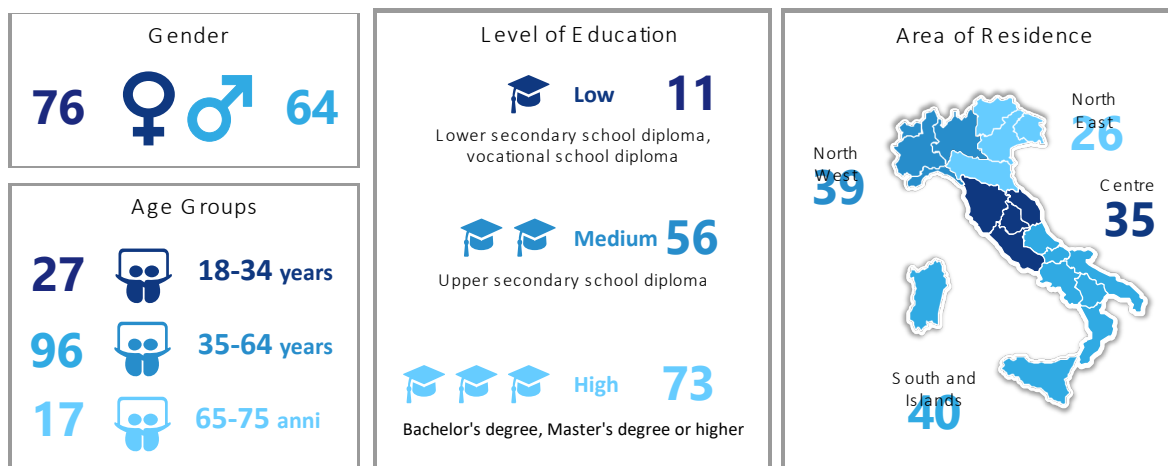 Gender
76
64
Age Groups
27 18-34 years
96 35-64 years
17 65-75 anni
Level of Education
Low 11
Lower secondary school diploma,
vocational school diploma
Medium 56
Upper secondary school diploma
High 73
Bachelor's degree, Master's degree or higher
Area of Residence
North
East
26
North
West
39
Centre
35
South and
Islands
40